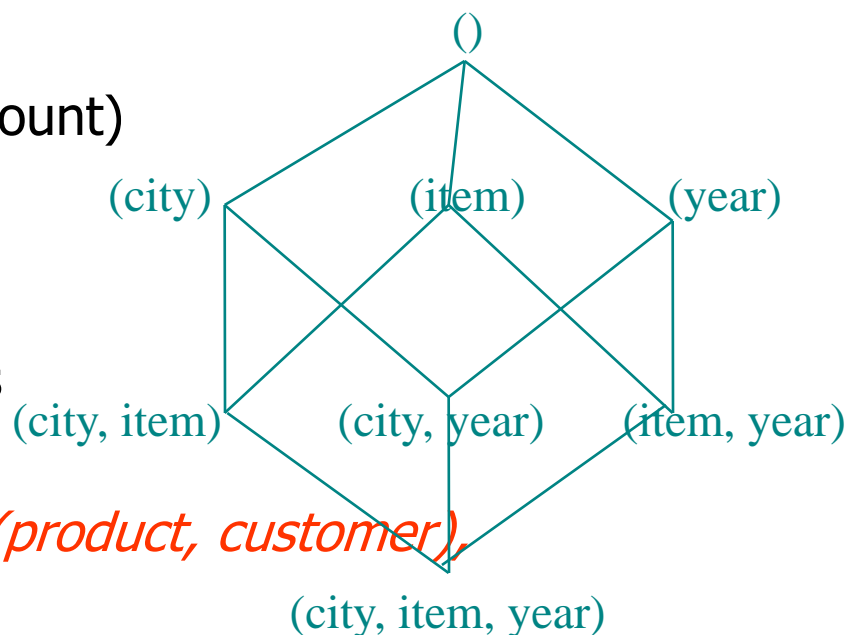 ()
ount)
(city) (item) (year)
s
(city, item) (city, year) (item, year)
(product, customer),
(city, item, year)